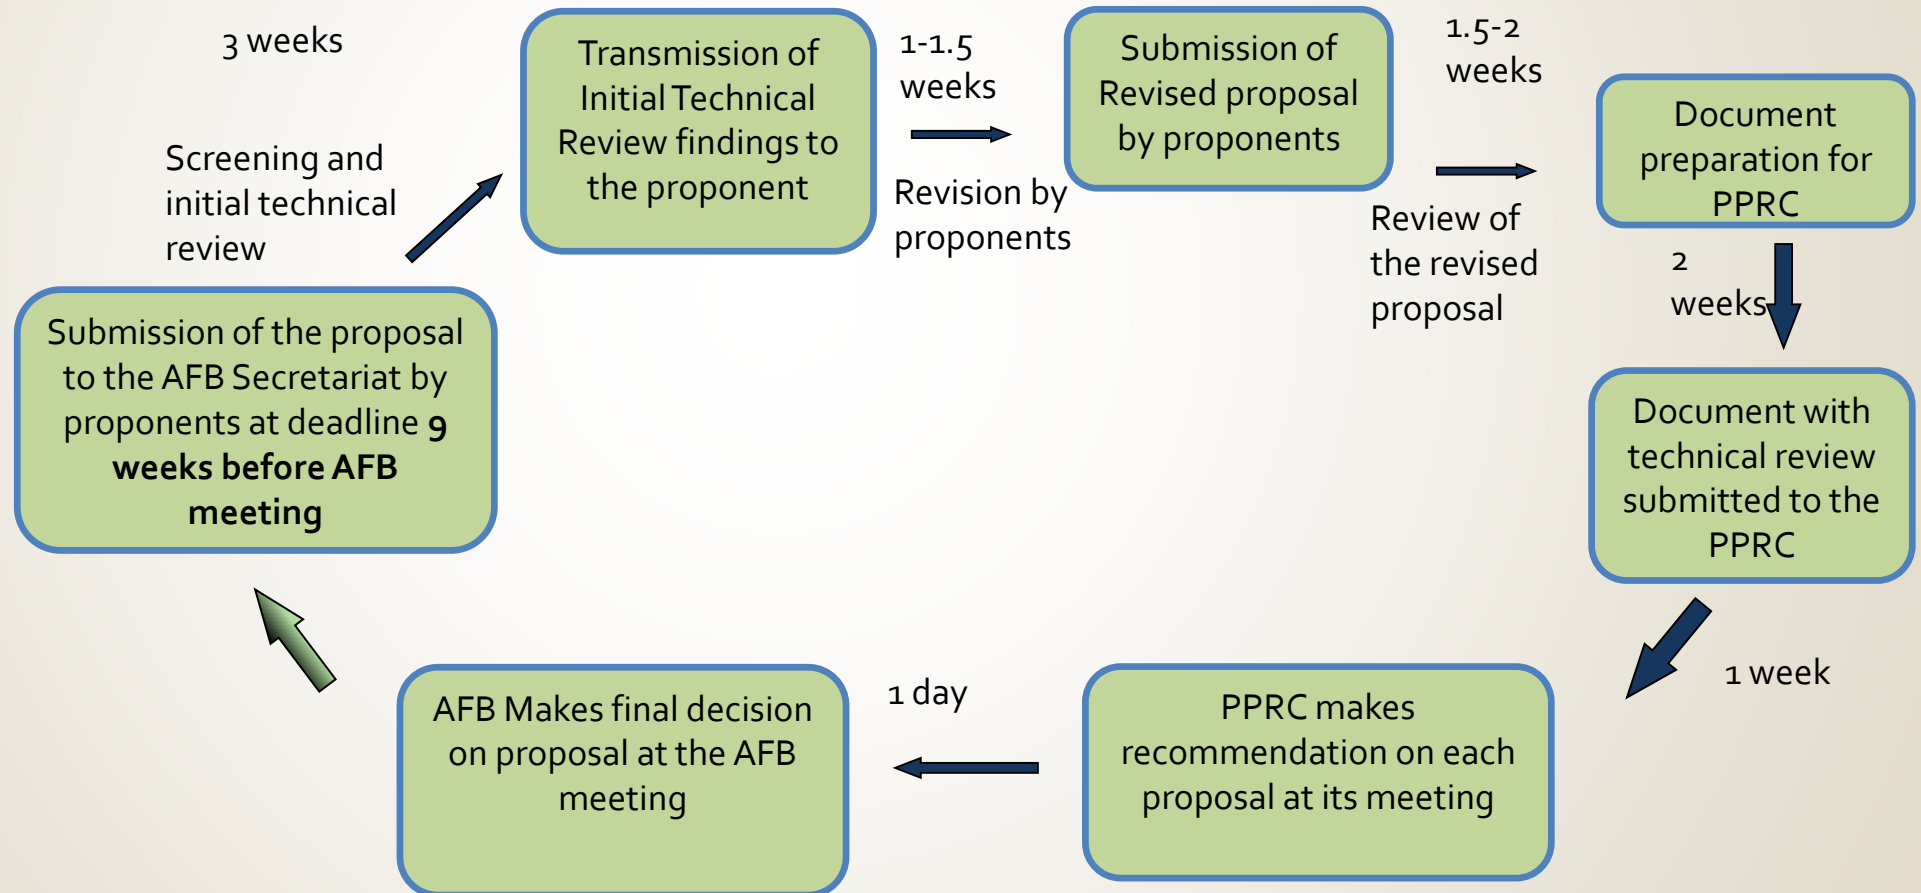 3 weeks
Screening and
initial technical
review
Transmission of
Initial Technical
Review findings to
the proponent
1-1.5
weeks
Revision by
proponents
Submission of
Revised proposal
by proponents
1.5-2
weeks
Review of
the revised
proposal
Document
preparation for
PPRC
2
weeks
Document with
technical review
submitted to the
PPRC
1 week
PPRC makes
recommendation on each
proposal at its meeting
1 day
AFB Makes final decision
on proposal at the AFB
meeting
Submission of the proposal
to the AFB Secretariat by
proponents at deadline 9
weeks before AFB
meeting